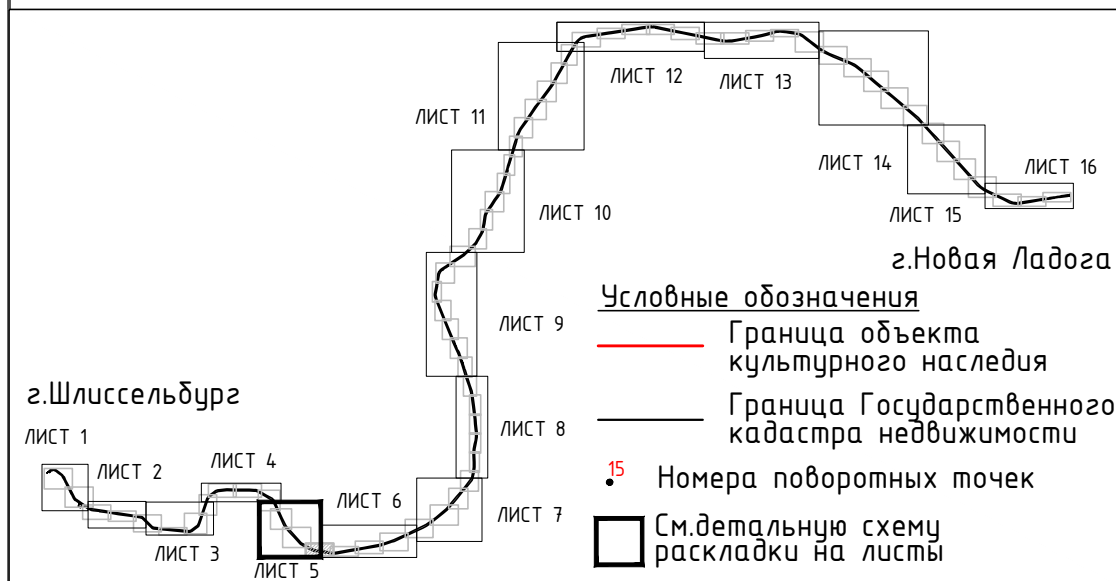 ЛИСТ 12
ЛИСТ 13
ЛИСТ 11
ЛИСТ 14
ЛИСТ 16
ЛИСТ 10
ЛИСТ 15
г.Новая Ладога
Условные обозначения
Граница объекта
культурного наследия
Граница Государственного
кадастра недвижимости
15
Номера поворотных точек
См.детальную схему
раскладки на листы
ЛИСТ 9
г.Шлиссельбург
ЛИСТ 8
ЛИСТ 1
ЛИСТ 2
ЛИСТ 4
ЛИСТ 6
ЛИСТ 7
ЛИСТ 3
ЛИСТ 5